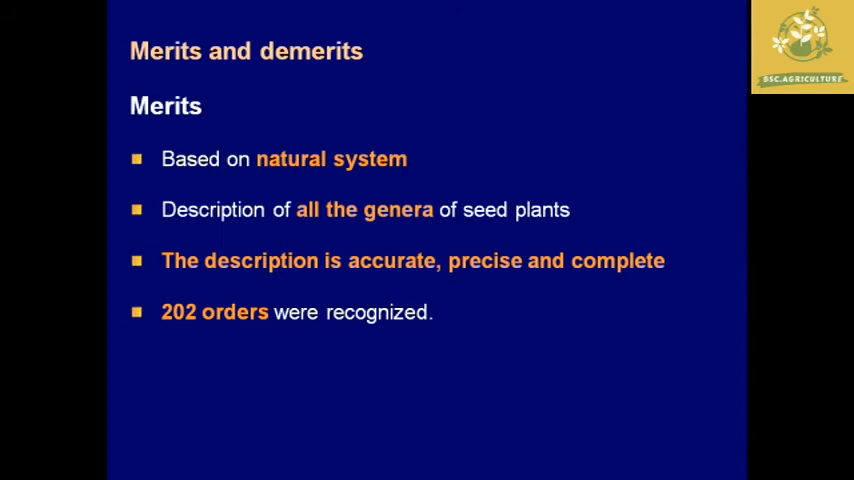 Merits and demerits
BSC.AGRICULTURE
Merits
Based on natural system
Description of all the genera of seed plants
The description is accurate, precise and complete
202 orders were recognized.